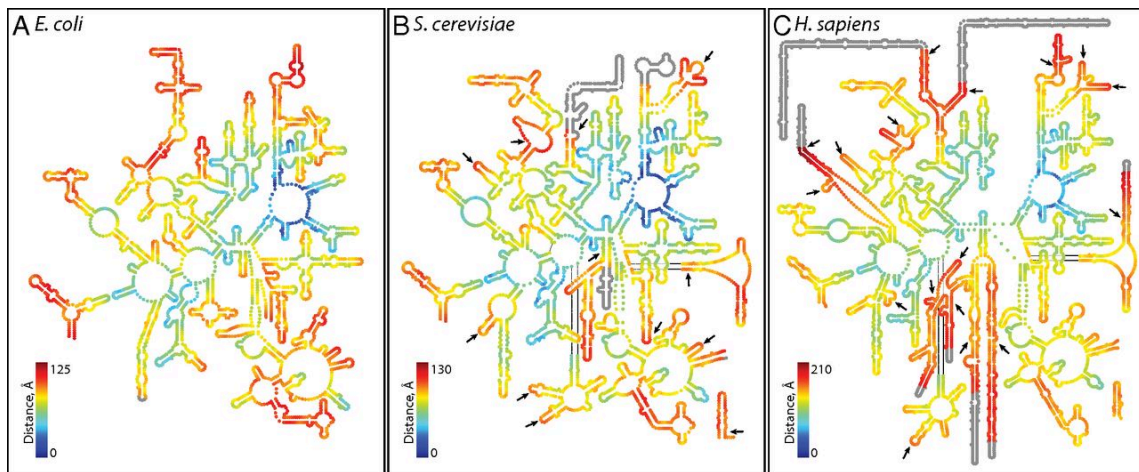 A E. coli
125
Distance, Å
0
B S. cerevisiae
130
Distance, Å
0
C H. sapiens
210
Distance, Å
0